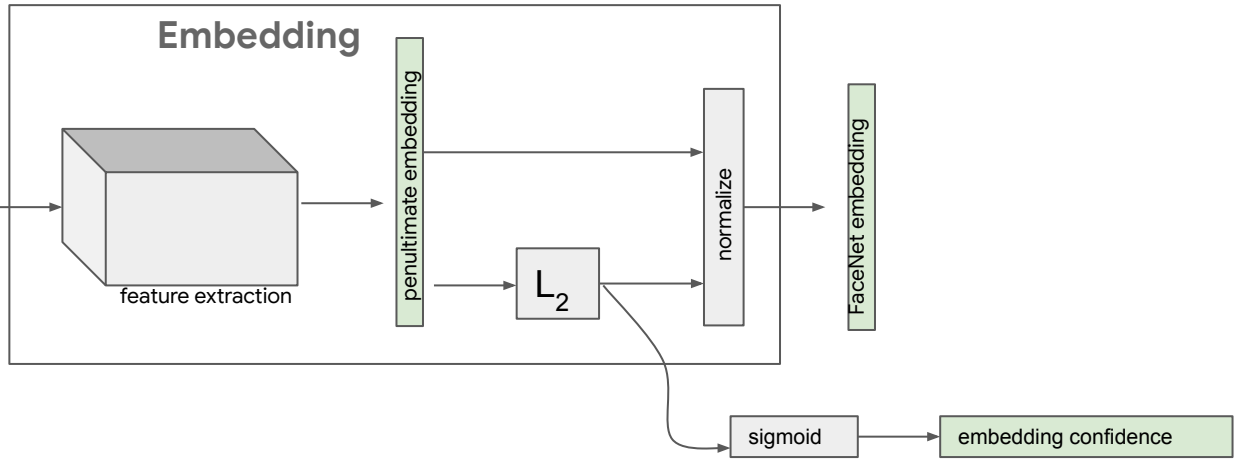 Embedding
feature extraction
penultimate embedding
L2
normalize
FaceNet embedding
sigmoid
embedding confidence